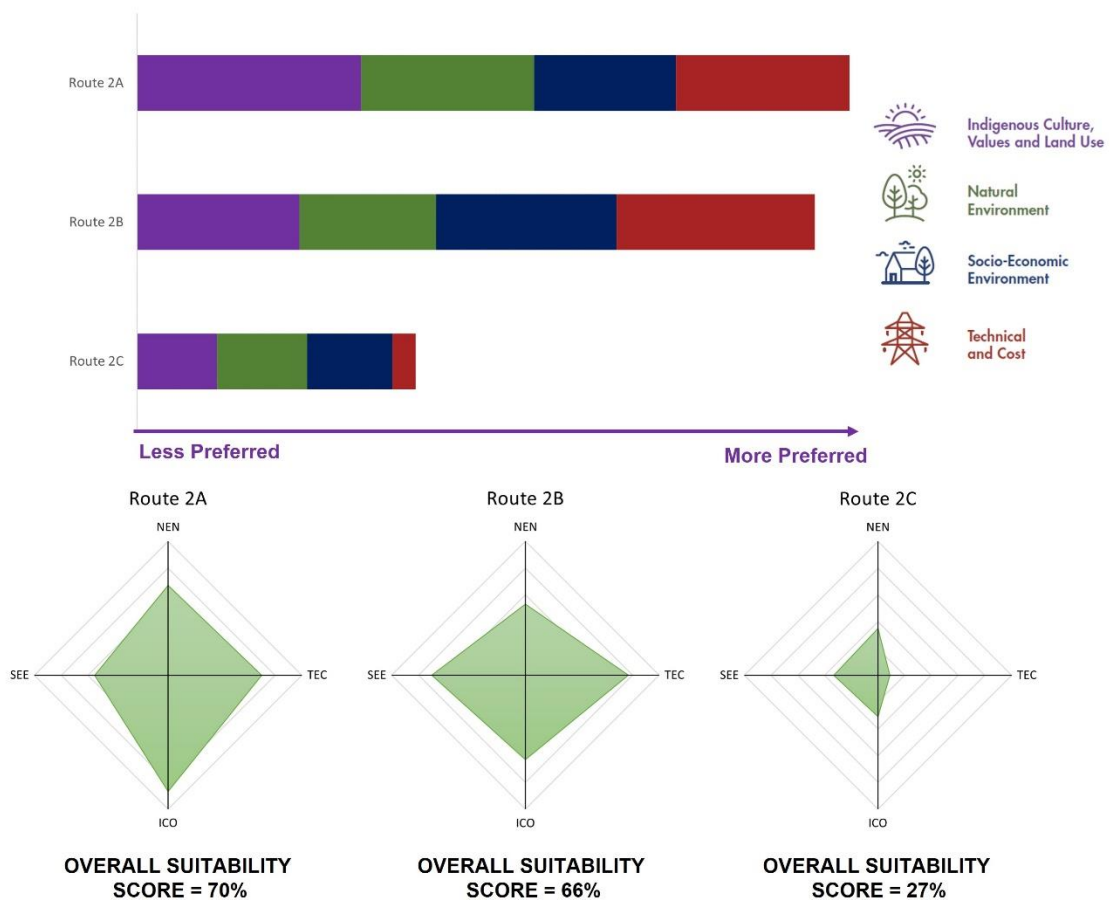 Route 2A
Route 2B
Route 2C
Indigenous Culture,
Values and Land Use
Natural
Environment
Socio-Economic
Environment
Technical
and Cost
Less Preferred
More Preferred
Route 2A
NEN
SEE
TEC
ICO
OVERALL SUITABILITY
SCORE = 70%
Route 2B
NEN
SEE
TEC
ICO
OVERALL SUITABILITY
SCORE = 66%
Route 2C
NEN
SEE
TEC
ICO
OVERALL SUITABILITY
SCORE = 27%